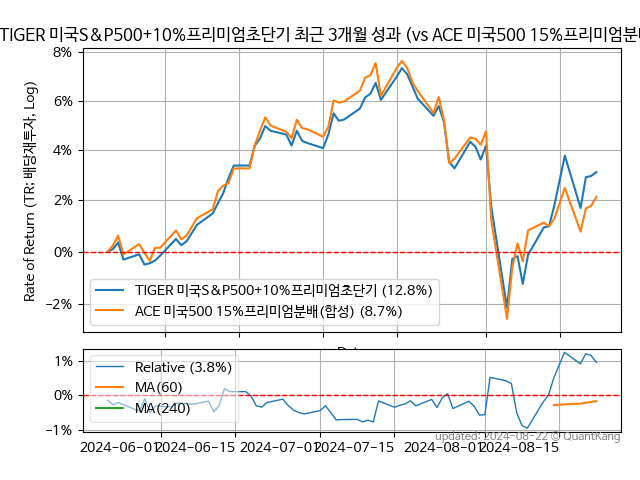 TIGER 미국S&P500+10%프리미엄초단기 최근 3개월 성과 (vs ACE 미국500 15%프리미엄분
8%
6%
4%
2%
0%
−2%
Rate of Return (TR: 배당재투자, Log)
TIGER 미국S&P500+10%프리미엄초단기 (12.8%)
ACE 미국500 15%프리미엄분배(합성) (8.7%)
1%
0%
−1%
Relative (3.8%)
MA(60)
MA(240)
2024-06-01
2024-06-15
2024-07-01
2024-07-15
2024-08-01
2024-08-15
updated: 2024-08-22 © QuantKang